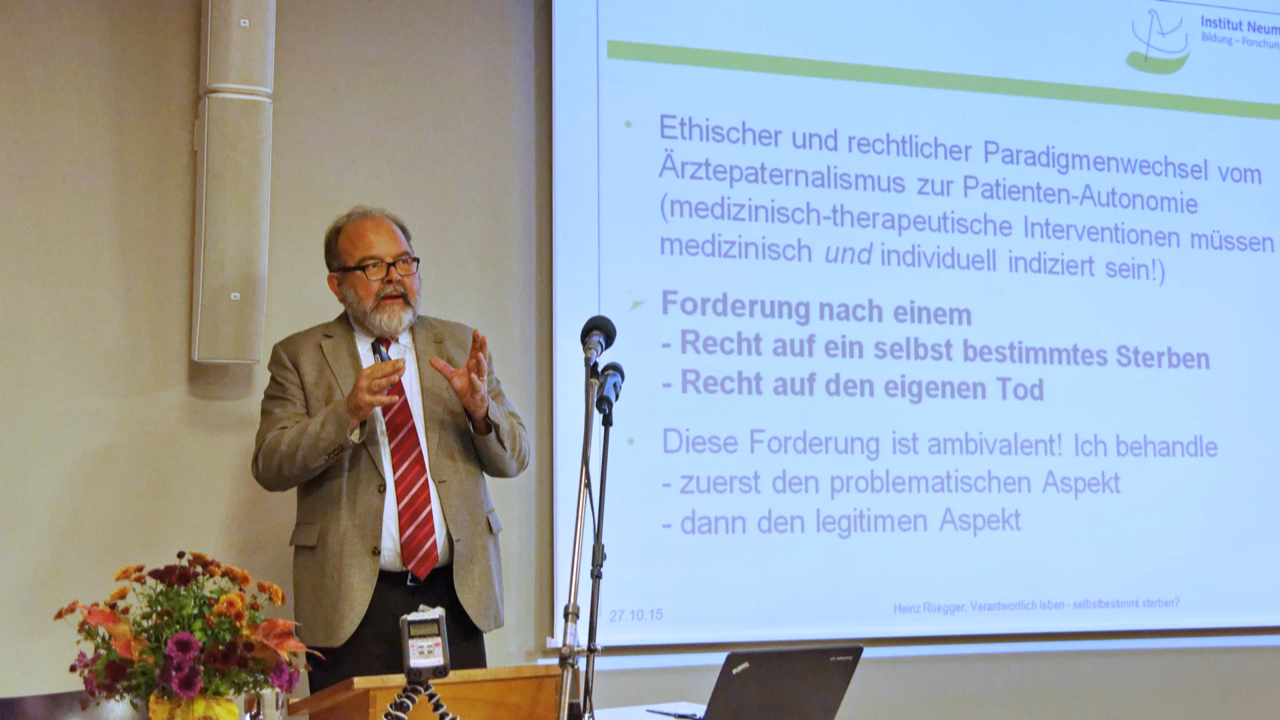 Institut Neum
Bildung – Forschun
• Ethischer und rechtlicher Paradigmenwechsel vom
Ärztepaternalismus zur Patienten-Autonomie
(medizinisch-therapeutische Interventionen müssen
medizinisch und individuell indiziert sein!)
Forderung nach einem
- Recht auf ein selbst bestimmtes Sterben
- Recht auf den eigenen Tod
• Diese Forderung ist ambivalent! Ich behandle
- zuerst den problematischen Aspekt
- dann den legitimen Aspekt
27.10.15
Heinz Rüegger, Verantwortlich leben - selbstbestimmt sterben?
ThinkPad